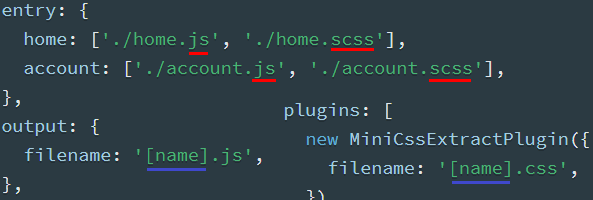 entry: {
home: ['./home.js', './home.scss'],
account: ['./account.js', './account.scss'],
},
output: {
filename: '[name].js',
},
plugins: [
new MiniCssExtractPlugin({
filename: '[name].css',
})